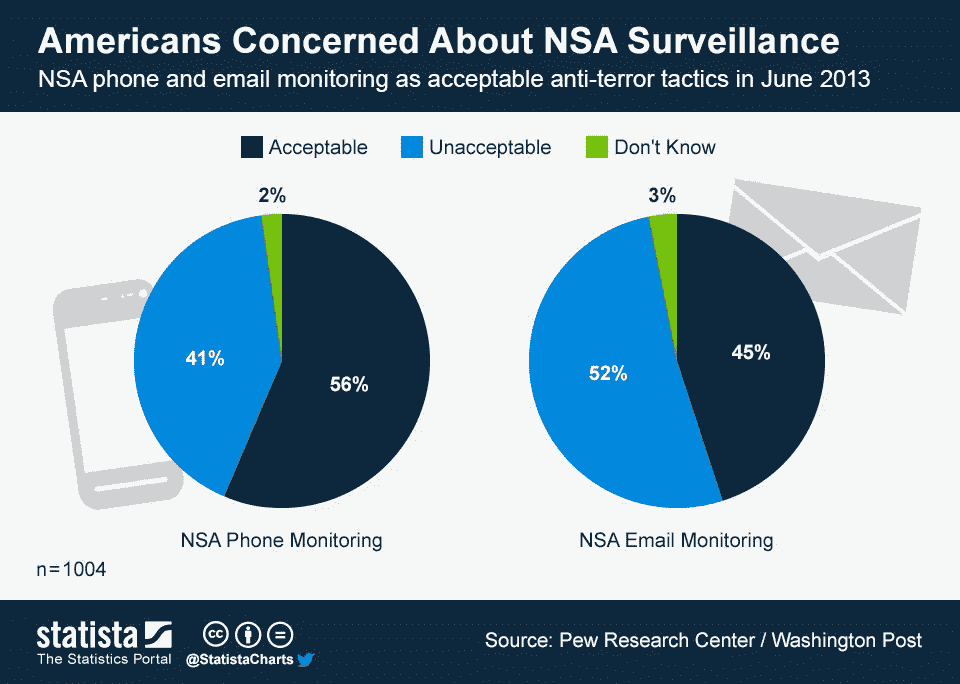 Americans Concerned About NSA Surveillance
NSA phone and email monitoring as acceptable anti-terror tactics in June 2013
Acceptable
Unacceptable
Don't Know
2%
41%
56%
3%
52%
45%
NSA Phone Monitoring
NSA Email Monitoring
n=1004
statista
The Statistics Portal
cc
@StatistaCharts
Source: Pew Research Center / Washington Post